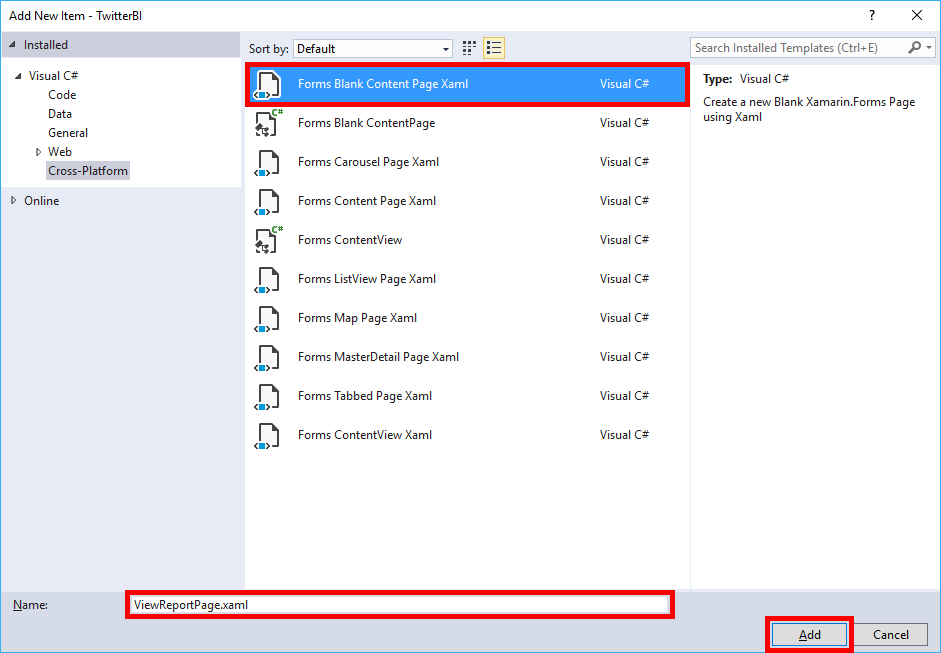 Add New Item - TwitterBI
?
Installed
Visual C#
Code
Data
General
Web
Cross-Platform
Online
Sort by: Default
Forms Blank Content Page Xaml Visual C#
C# Forms Blank ContentPage Visual C#
Forms Carousel Page Xaml Visual C#
Forms Content Page Xaml Visual C#
C# Forms ContentView Visual C#
Forms ListView Page Xaml Visual C#
Forms Map Page Xaml Visual C#
Forms MasterDetail Page Xaml Visual C#
Forms Tabbed Page Xaml Visual C#
Forms ContentView Xaml Visual C#
Search Installed Templates (Ctrl+E)
Type: Visual C#
Create a new Blank Xamarin.Forms Page
using Xaml
Name: ViewReportPage.xaml
Add Cancel